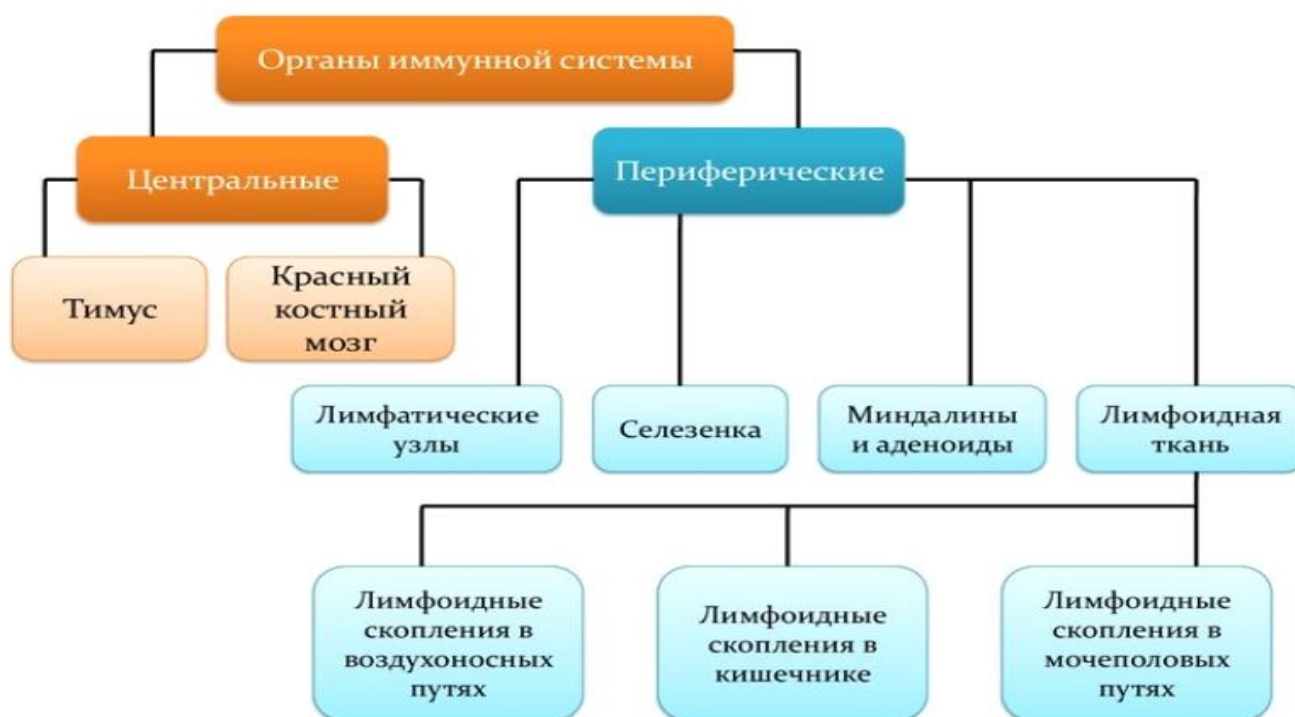 Органы иммунной системы
Центральные
Периферические
Тимус
Красный
костный
мозг
Лимфатические
узлы
Селезенка
Миндалины
и аденоиды
Лимфоидная
ткань
Лимфоидные
скопления в
воздухоносных
путях
Лимфоидные
скопления в
кишечнике
Лимфоидные
скопления в
мочеполовых
путях